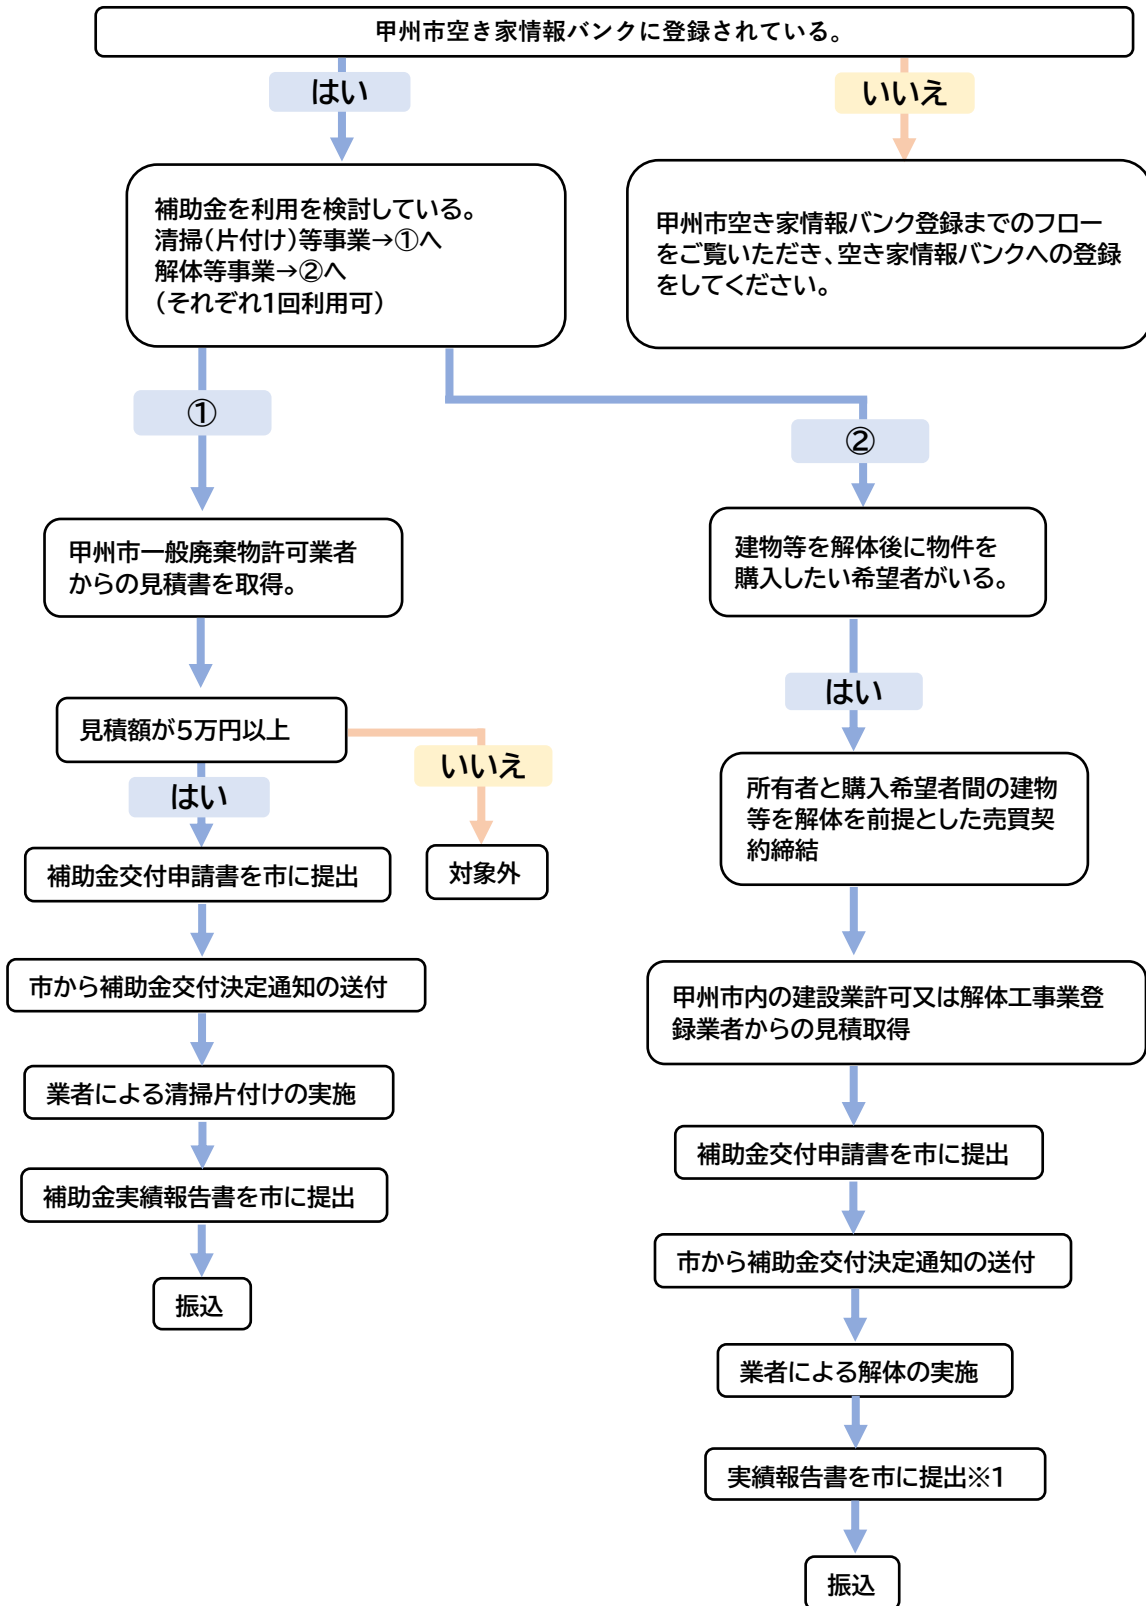 甲州市空き家情報バンクに登録されている。
はい
いいえ
補助金を利用を検討している。
清掃(片付け)等事業→①へ
解体等事業→②へ
(それぞれ1回利用可)
甲州市空き家情報バンク登録までのフロー
をご覧いただき、空き家情報バンクへの登録
をしてください。
①
②
甲州市一般廃棄物許可業者
からの見積書を取得。
建物等を解体後に物件を
購入したい希望者がいる。
見積額が5万円以上
いいえ
はい
対象外
はい
所有者と購入希望者間の建物
等を解体を前提とした売買契
約締結
補助金交付申請書を市に提出
市から補助金交付決定通知の送付
業者による清掃片付けの実施
補助金実績報告書を市に提出
振込
甲州市内の建設業許可又は解体工事業登
録業者からの見積取得
補助金交付申請書を市に提出
市から補助金交付決定通知の送付
業者による解体の実施
実績報告書を市に提出※1
振込